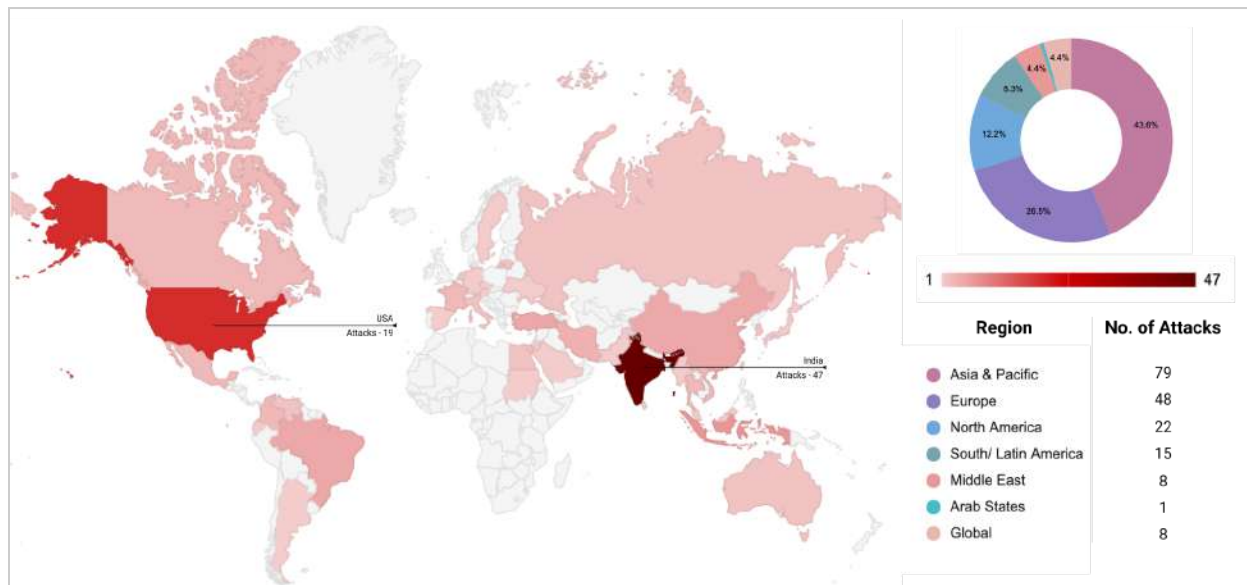 4.4%
4.4%
8.3%
43.6%
12.2%
26.5%
1
47
USA
Attacks - 19
India
Attacks - 47
Region No. of Attacks
Asia & Pacific 79
Europe 48
North America 22
South/ Latin America 15
Middle East 8
Arab States 1
Global 8